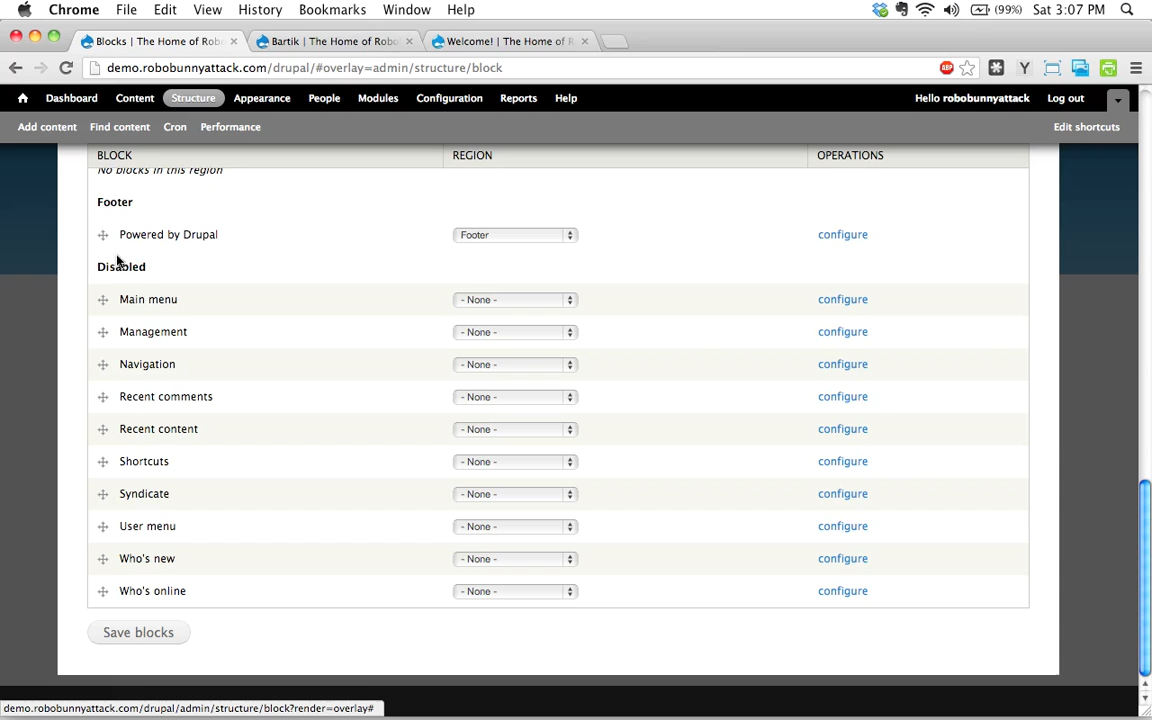 Chrome File Edit View History Bookmarks Window Help (99%) Sat 3:07 PM
Blocks | The Home of Rob Bartik | The Home of Robo Welcome! | The Home of R
demo.robobunnyattack.com/drupal/#overlay=admin/structure/block ABP Y
Dashboard Content Structure Appearance People Modules Configuration Reports Help Hello robobunnyattack Log out
Add content Find content Cron Performance Edit shortcuts
BLOCK REGION OPERATIONS
No blocks in this region
Footer
Powered by Drupal Footer configure
Disabled
Main menu - None - configure
Management - None - configure
Navigation - None - configure
Recent comments - None - configure
Recent content - None - configure
Shortcuts - None - configure
Syndicate - None - configure
User menu - None - configure
Who's new - None - configure
Who's online - None - configure
Save blocks
demo.robobunnyattack.com/drupal/admin/structure/block?render=overlay#